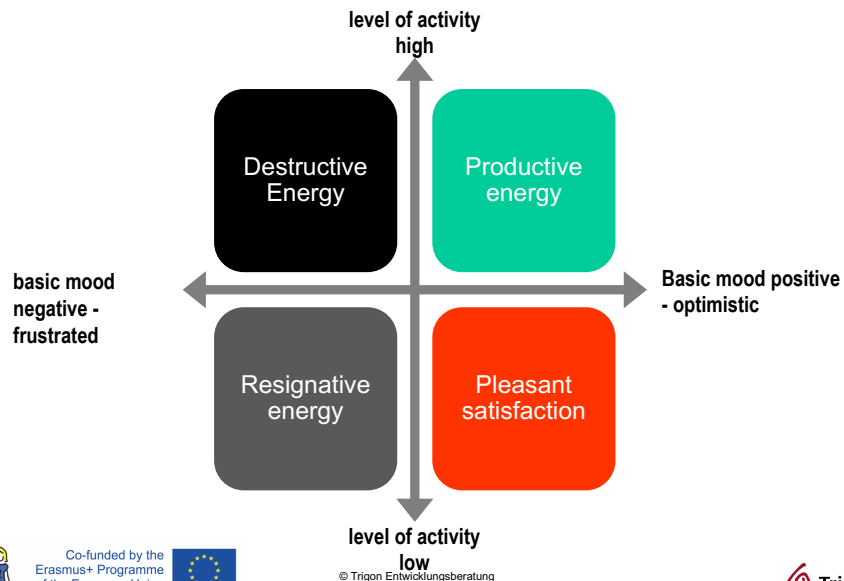 level of activity
high
Destructive
Energy
Productive
energy
basic mood
negative -
frustrated
Basic mood positive
- optimistic
Resignative
energy
Pleasant
satisfaction
level of activity
low
Co-funded by the
Erasmus+ Programme
© Trigon Entwicklungsberatung